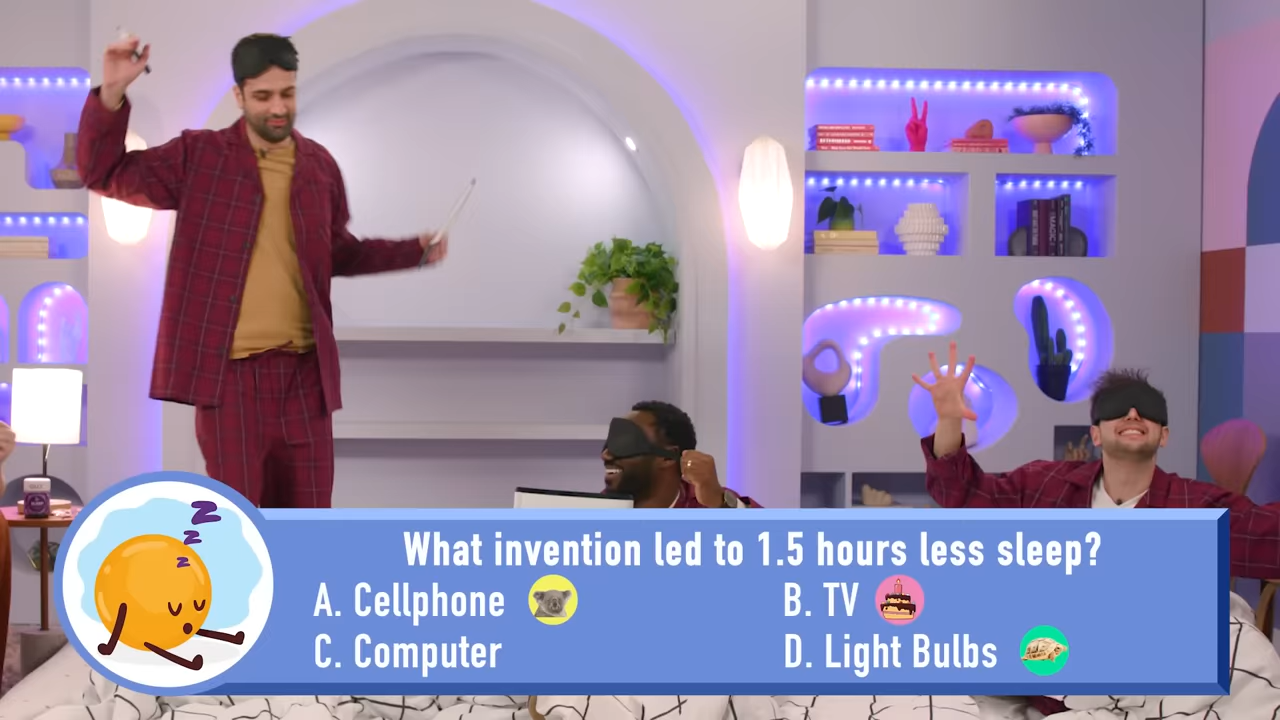 What invention led to 1.5 hours less sleep?
A. Cellphone
B. TV
C. Computer
D. Light Bulbs
Z
Z
Z